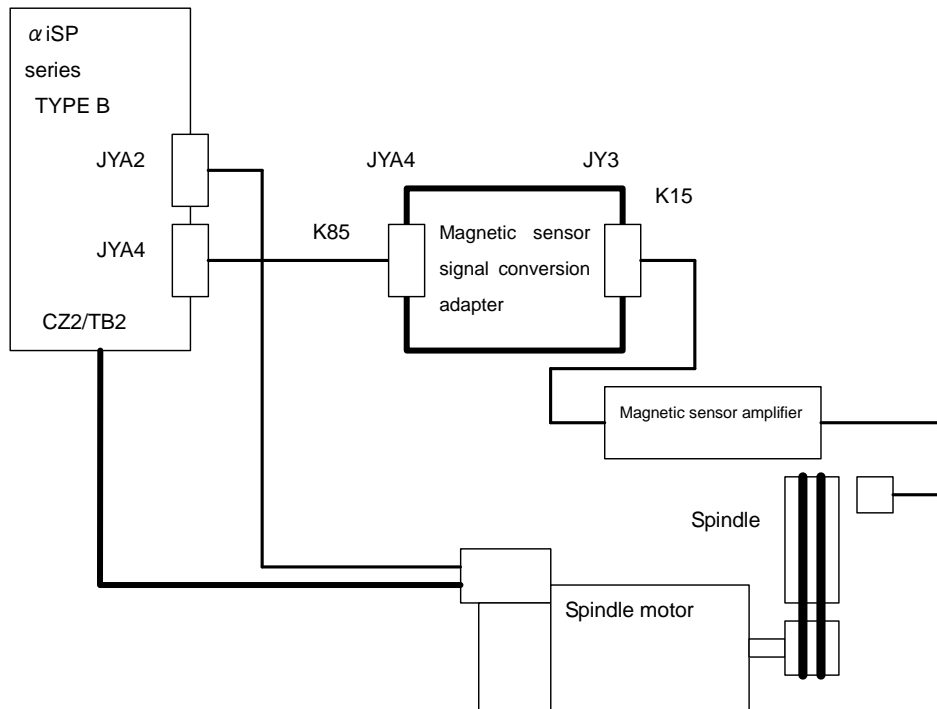 α iSP
series
TYPE B
JYA2
JYA4
CZ2/TB2
K85
JYA4
JY3
K15
Magnetic sensor
signal conversion
adapter
Magnetic sensor amplifier
Spindle
Spindle motor